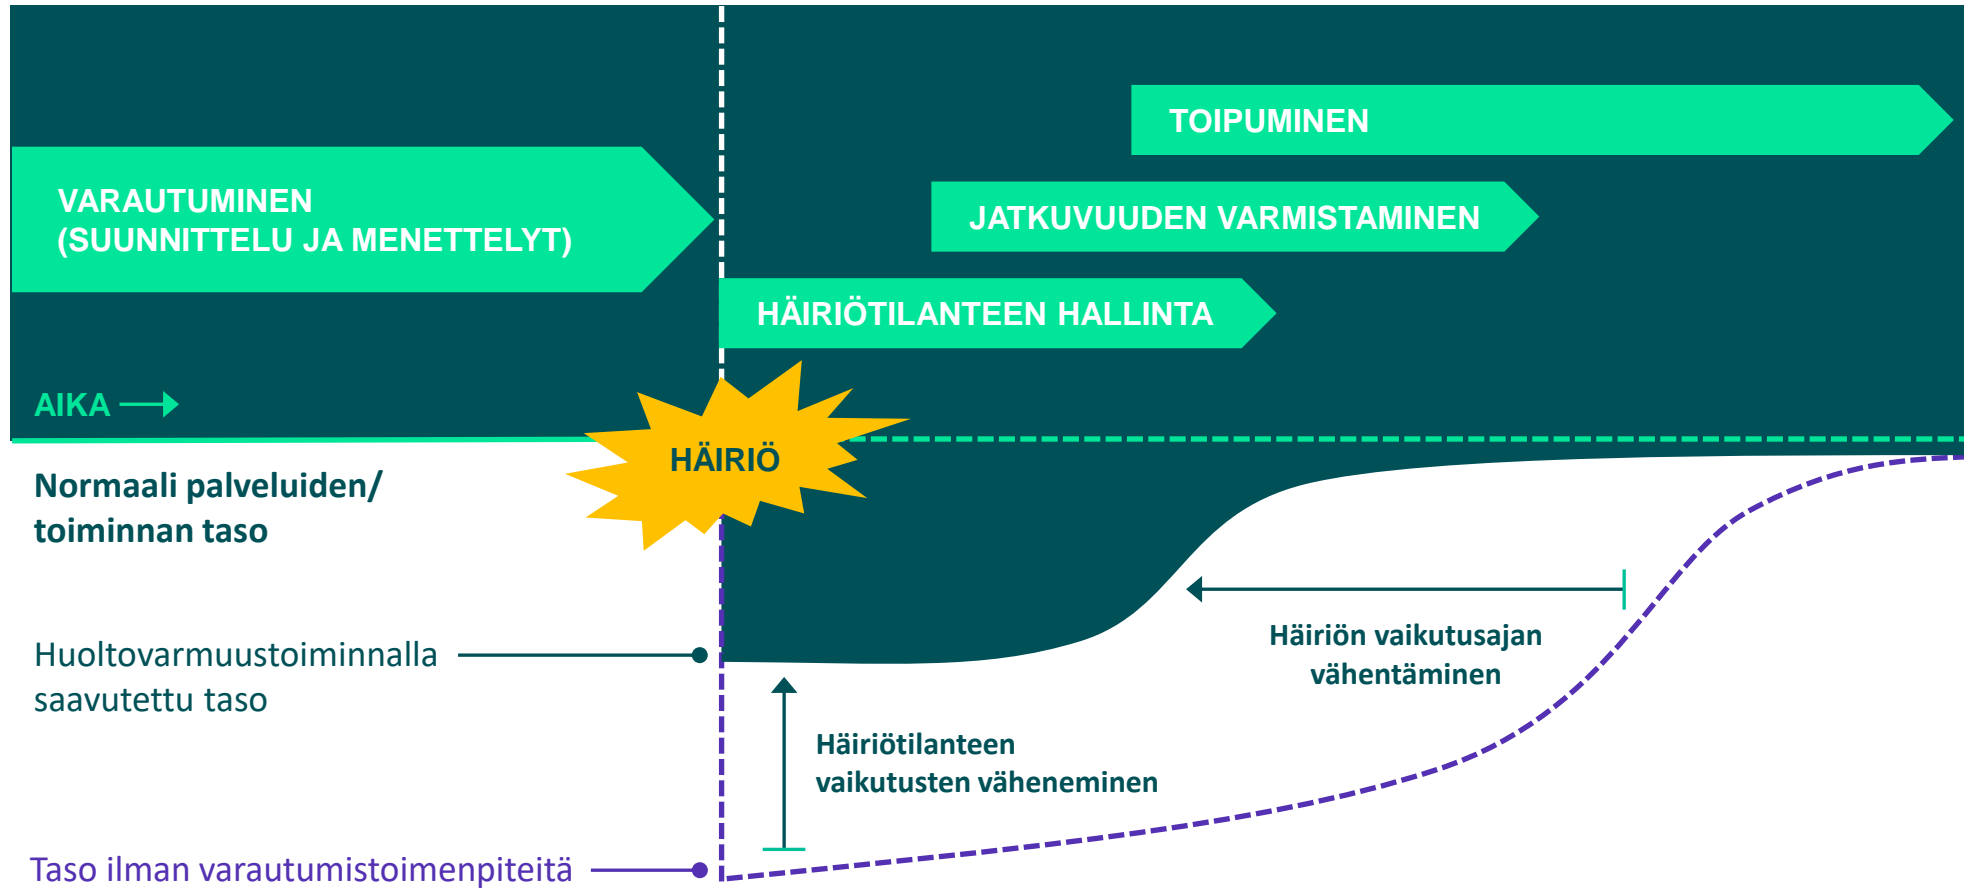 TOIPUMINEN
VARAUTUMINEN
(SUUNNITTELU JA MENETTELYT)
JATKUVUUDEN VARMISTAMINEN
HÄIRIÖTILANTEEN HALLINTA
AIKA
HÄIRIÖ
Normaali palveluiden/
toiminnan taso
Huoltovarmuustoiminnalla
saavutettu taso
Häiriön vaikutusajan
vähentäminen
Häiriötilanteen
vaikutusten väheneminen
Taso ilman varautumistoimenpiteitä